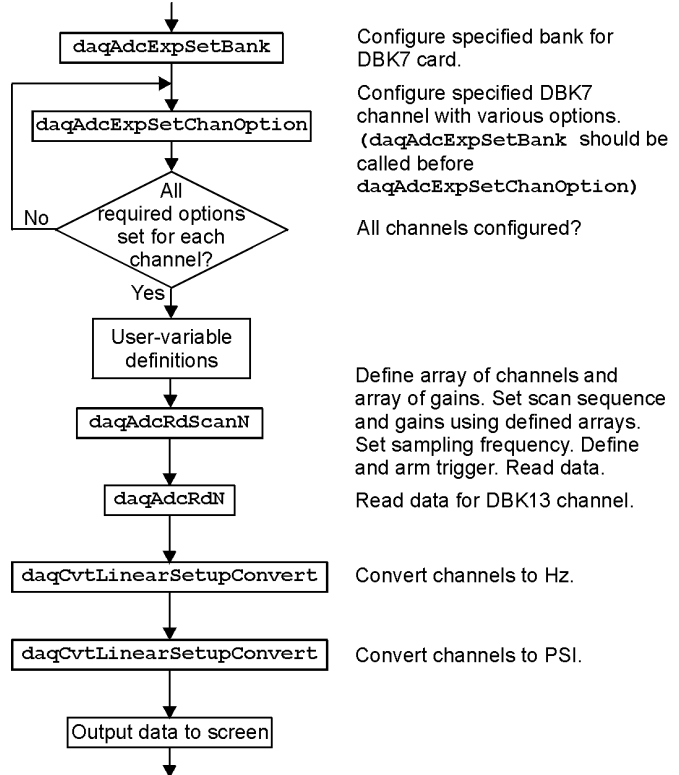 daqAdcExpSetBank
Configure specified bank for
DBK7 card.
daqAdcExpSetChanOption
Configure specified DBK7
channel with various options.
(daqAdcExpSetBank should be
called before
daqAdcExpSetChanOption)
All
required options
set for each
channel?
No
All channels configured?
Yes
User-variable
definitions
daqAdcRdScanN
Define array of channels and
array of gains. Set scan sequence
and gains using defined arrays.
Set sampling frequency. Define
and arm trigger. Read data.
daqAdcRdN
Read data for DBK13 channel.
daqCvtLinearSetupConvert
Convert channels to Hz.
daqCvtLinearSetupConvert
Convert channels to PSI.
Output data to screen